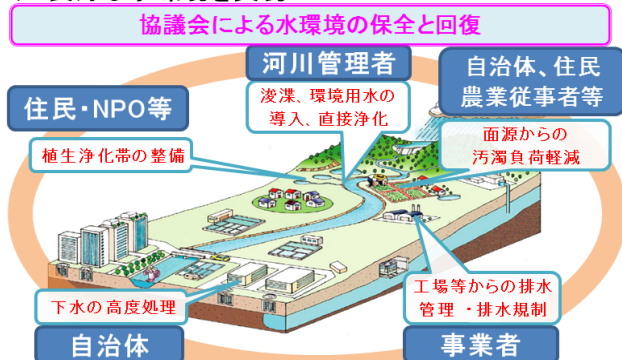 協議会による水環境の保全と回復
河川管理者
浚渫、環境用水の
導入、直接浄化
自治体、住民
農業従事者等
面源からの
汚濁負荷軽減
住民・NPO等
植生浄化帯の整備
下水の高度処理
自治体
工場等からの排水
管理・排水規制
事業者